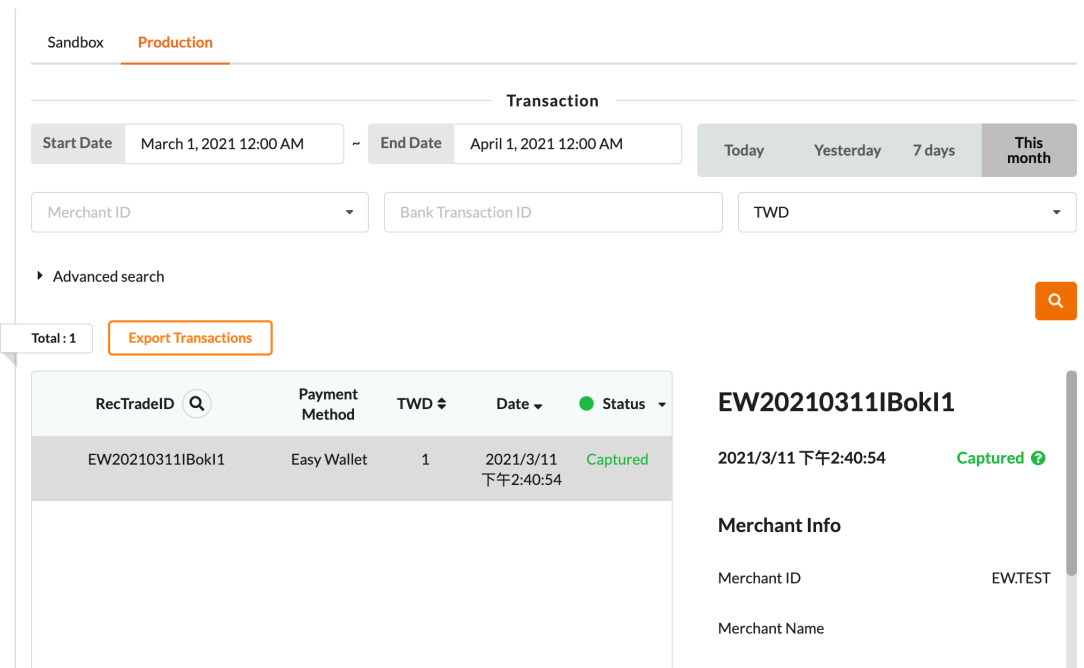 Sandbox Production
Transaction
Start Date March 1, 2021 12:00 AM ~ End Date April 1, 2021 12:00 AM Today Yesterday 7 days This month
Merchant ID Bank Transaction ID TWD
Advanced search
Total : 1 Export Transactions
RecTradeID Payment Method TWD Date Status
EW20210311IBokI1 Easy Wallet 1 2021/3/11 下午2:40:54 Captured
EW20210311IBokI1
2021/3/11 下午2:40:54 Captured
Merchant Info
Merchant ID EW.TEST
Merchant Name